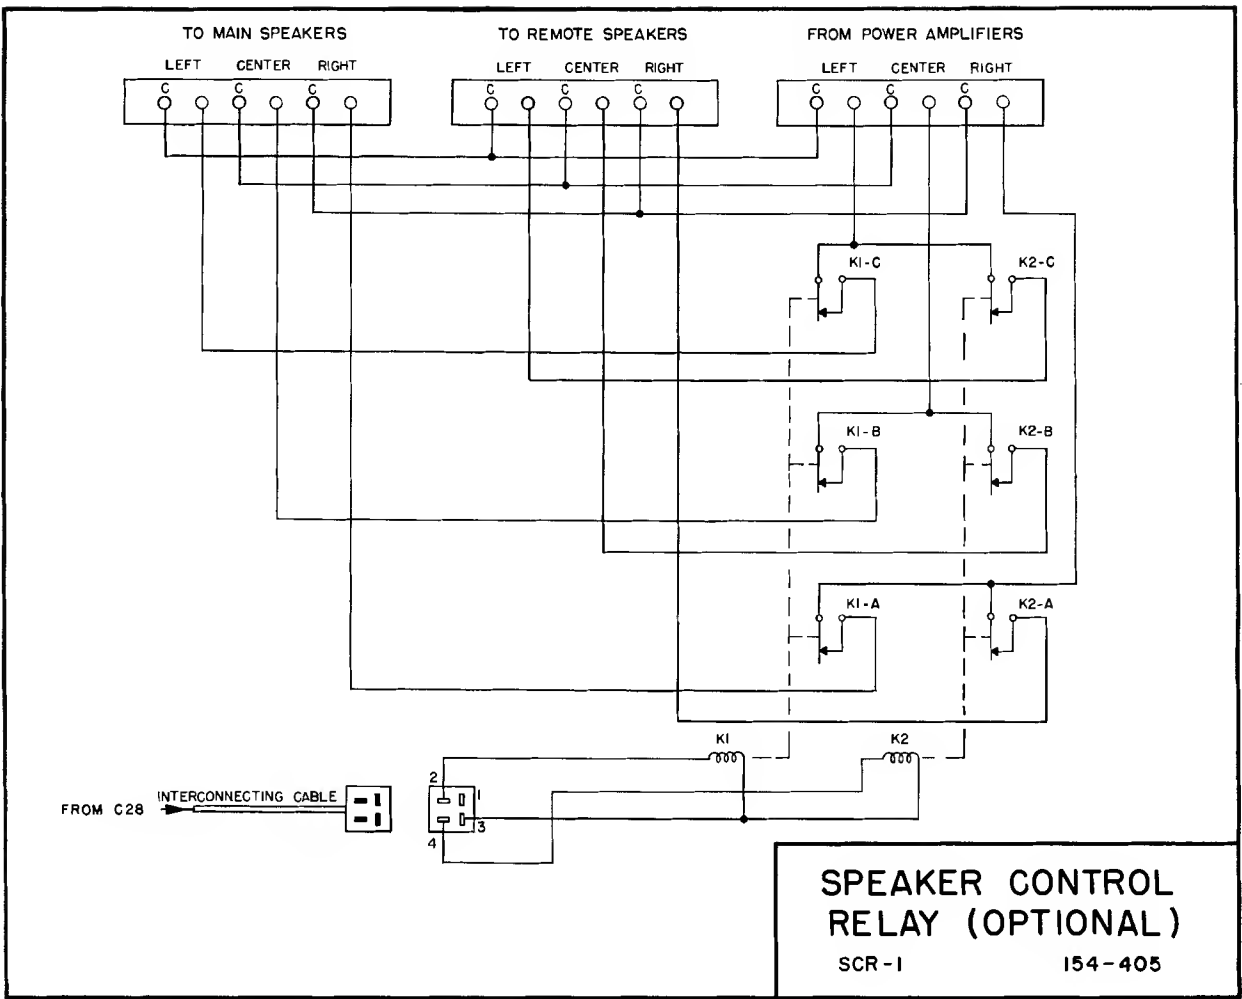 TO MAIN SPEAKERS
TO REMOTE SPEAKERS
FROM POWER AMPLIFIERS
LEFT CENTER RIGHT
LEFT CENTER RIGHT
LEFT CENTER RIGHT
C C C
C C C
C C C
K1-C
K2-C
K1-B
K2-B
K1-A
K2-A
K1
K2
2
1
3
4
FROM C28
INTERCONNECTING CABLE
SPEAKER CONTROL
RELAY (OPTIONAL)
SCR-1 154-405